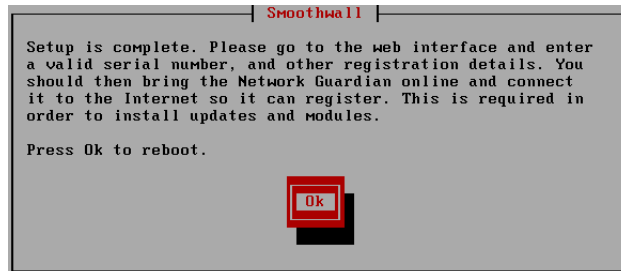 Smoothwall
Setup is complete. Please go to the web interface and enter
a valid serial number, and other registration details. You
should then bring the Network Guardian online and connect
it to the Internet so it can register. This is required in
order to install updates and modules.
Press Ok to reboot.
Ok